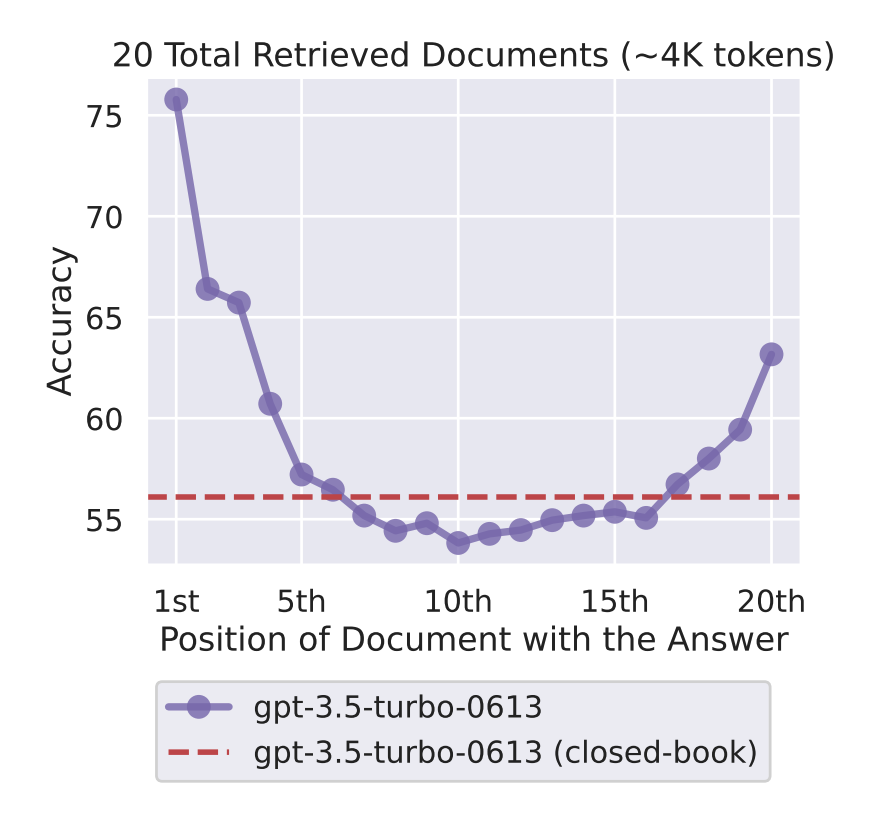 20 Total Retrieved Documents (~4K tokens)
75
70
65
60
55
Accuracy
1st 5th 10th 15th 20th
Position of Document with the Answer
gpt-3.5-turbo-0613
gpt-3.5-turbo-0613 (closed-book)